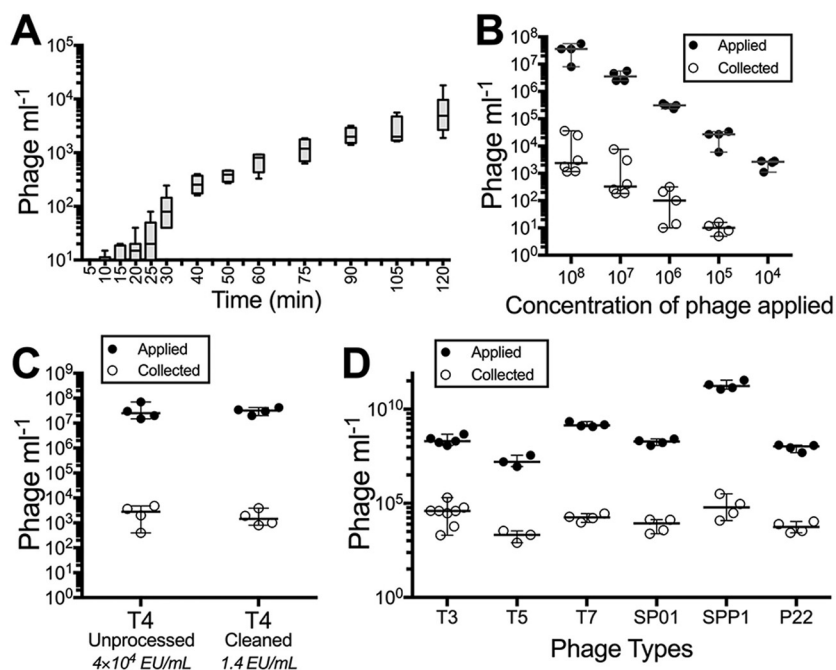 A
Phage ml⁻¹
10⁵
10⁴
10³
10²
10¹
5 10 15 20 25 30 40 50 60 75 90 105 120
Time (min)
B
Applied
Collected
Phage ml⁻¹
10⁸
10⁷
10⁶
10⁵
10⁴
10³
10²
10¹
10⁰
10⁸ 10⁷ 10⁶ 10⁵ 10⁴
Concentration of phage applied
C
Applied
Collected
Phage ml⁻¹
10⁹
10⁸
10⁷
10⁶
10⁵
10⁴
10³
10²
10¹
10⁰
T4 T4
Unprocessed Cleaned
4×10⁴ EU/mL 1.4 EU/mL
D
Applied
Collected
Phage ml⁻¹
10¹⁰
10⁵
10⁰
T3 T5 T7 SP01 SPP1 P22
Phage Types